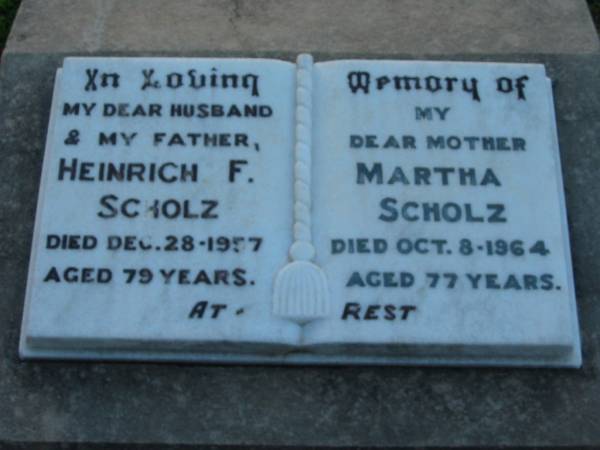 In Loving
MY DEAR HUSBAND
& MY FATHER,
HEINRICH F.
SCHOLZ
DIED DEC. 28-1957
AGED 79 YEARS.
Memory of
MY
DEAR MOTHER
MARTHA
SCHOLZ
DIED OCT. 8-1964
AGED 77 YEARS.
AT. REST